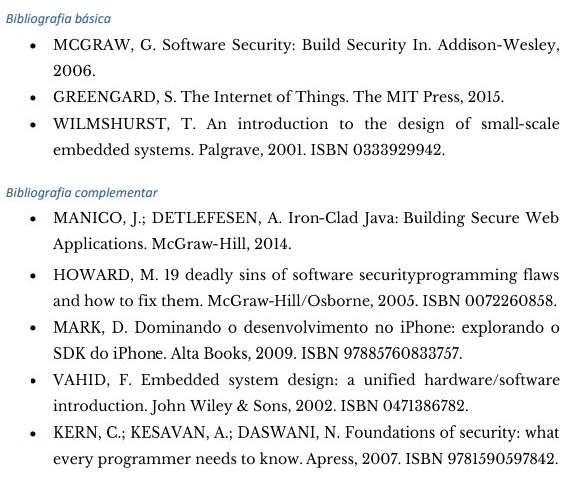 Bibliografia básica
• MCGRAW, G. Software Security: Build Security In. Addison-Wesley,
2006.
• GREENGARD, S. The Internet of Things. The MIT Press, 2015.
• WILMSHURST, T. An introduction to the design of small-scale
embedded systems. Palgrave, 2001. ISBN 0333929942.
Bibliografia complementar
• MANICO, J.; DETLEFESEN, A. Iron-Clad Java: Building Secure Web
Applications. McGraw-Hill, 2014.
• HOWARD, M. 19 deadly sins of software securityprogramming flaws
and how to fix them. McGraw-Hill/Osborne, 2005. ISBN 0072260858.
• MARK, D. Dominando o desenvolvimento no iPhone: explorando o
SDK do iPhone. Alta Books, 2009. ISBN 97885760833757.
• VAHID, F. Embedded system design: a unified hardware/software
introduction. John Wiley & Sons, 2002. ISBN 0471386782.
• KERN, C.; KESAVAN, A.; DASWANI, N. Foundations of security: what
every programmer needs to know. Apress, 2007. ISBN 9781590597842.